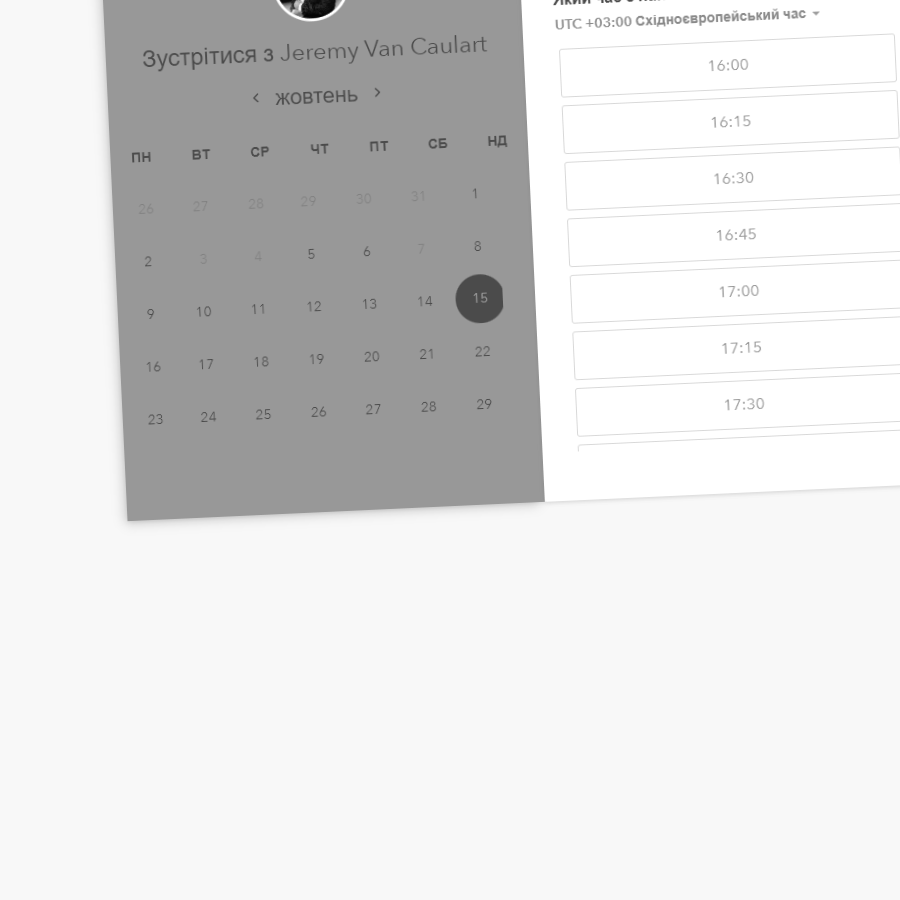 Зустрітися з Jeremy Van Caulart
‹ жовтень ›
ПН ВТ СР ЧТ ПТ СБ НД
26 27 28 29 30 31 1
2 3 4 5 6 7 8
9 10 11 12 13 14 15
16 17 18 19 20 21 22
23 24 25 26 27 28 29
UTC +03:00 Східноєвропейський час
16:00
16:15
16:30
16:45
17:00
17:15
17:30